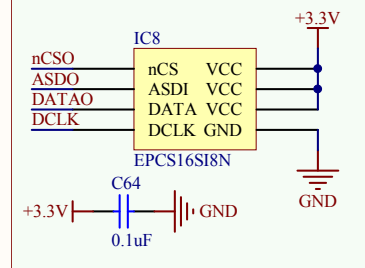 +3.3V
IC8
nCSO nCS VCC
ASDO ASDI VCC
DATAO DATA VCC
DCLK DCLK GND
EPCS16SI8N
GND
C64
+3.3V GND
0.1uF